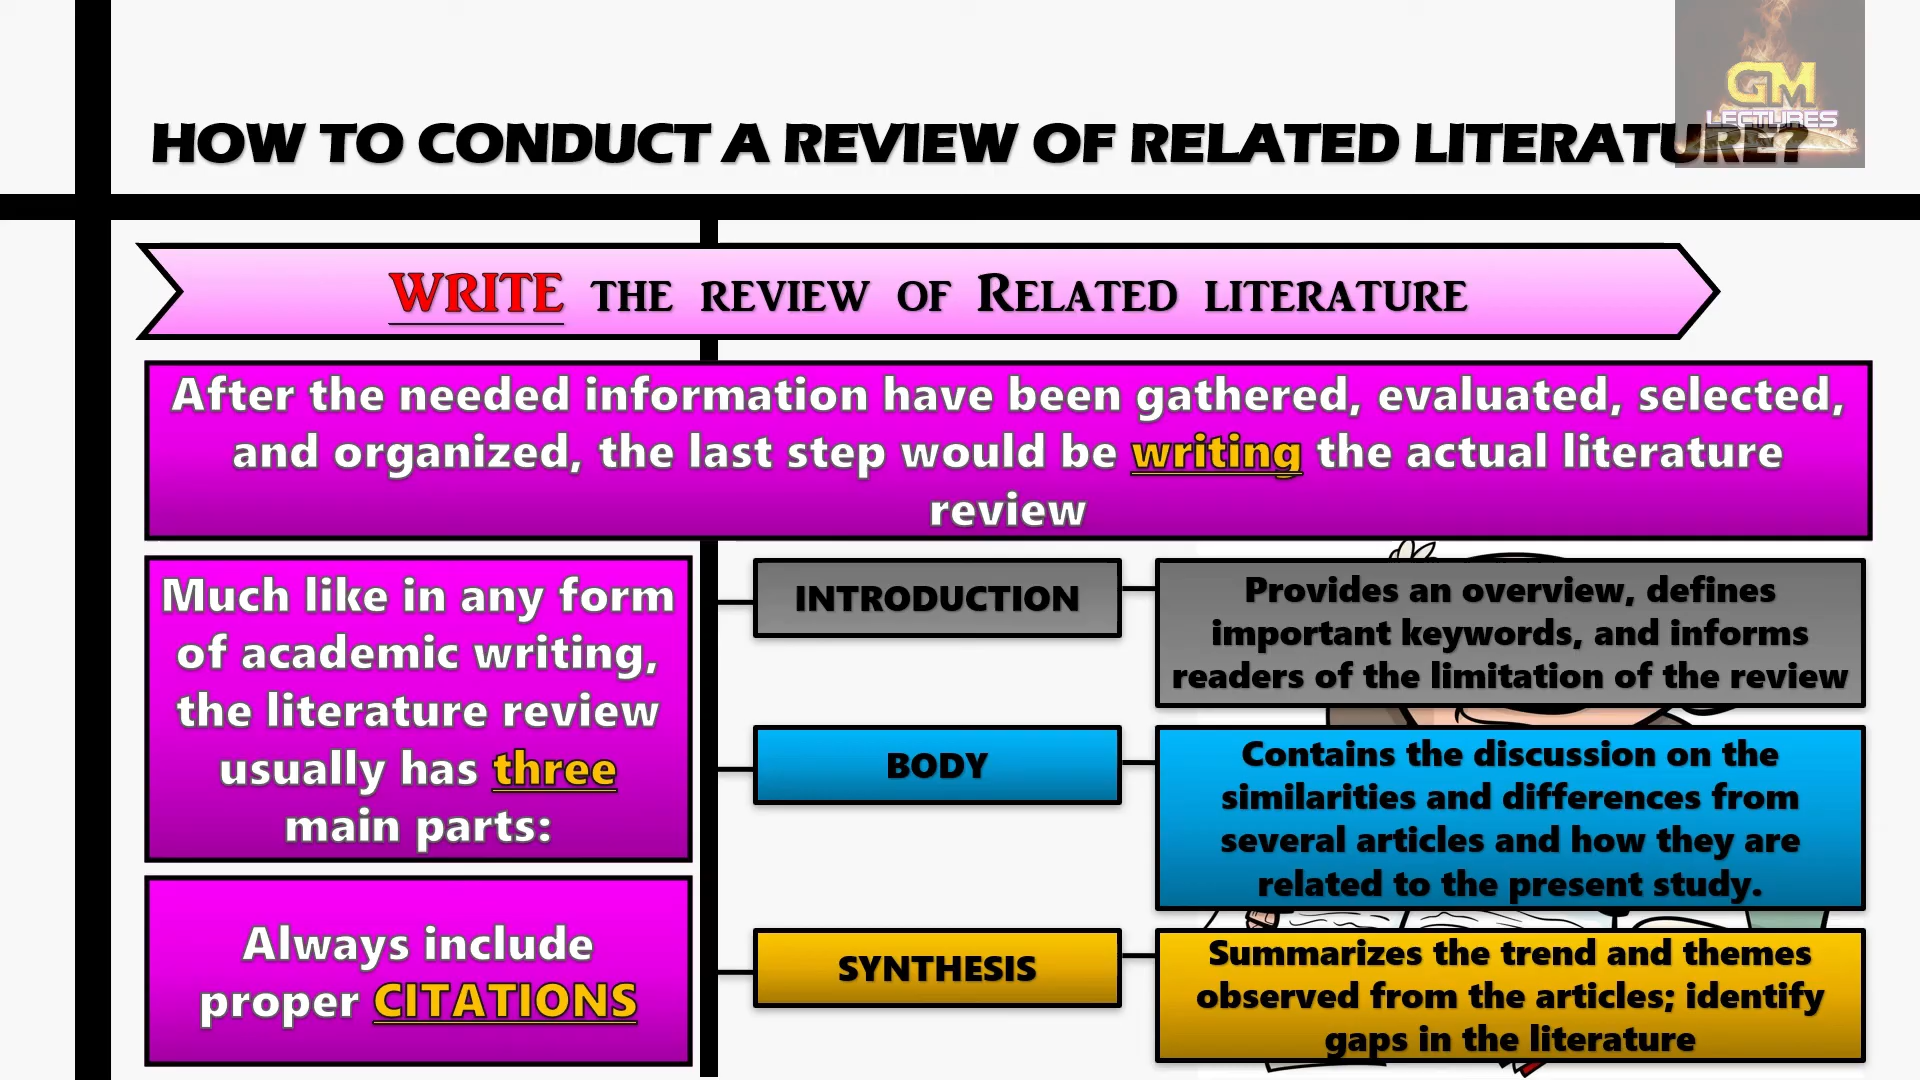 GM
LECTURES
HOW TO CONDUCT A REVIEW OF RELATED LITERATURE?
WRITE THE REVIEW OF RELATED LITERATURE
After the needed information have been gathered, evaluated, selected,
and organized, the last step would be writing the actual literature
review
Much like in any form
of academic writing,
the literature review
usually has three
main parts:
Always include
proper CITATIONS
INTRODUCTION
Provides an overview, defines
important keywords, and informs
readers of the limitation of the review
BODY
Contains the discussion on the
similarities and differences from
several articles and how they are
related to the present study.
SYNTHESIS
Summarizes the trend and themes
observed from the articles; identify
gaps in the literature